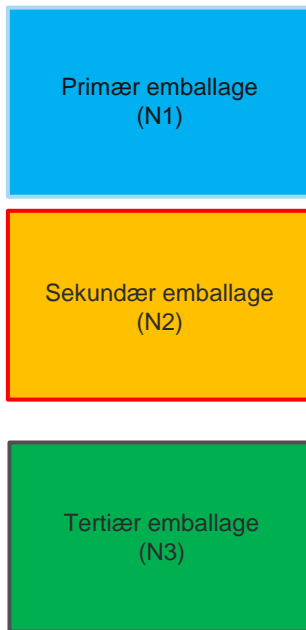 Primær emballage
(N1)
Sekundær emballage
(N2)
Tertiær emballage
(N3)